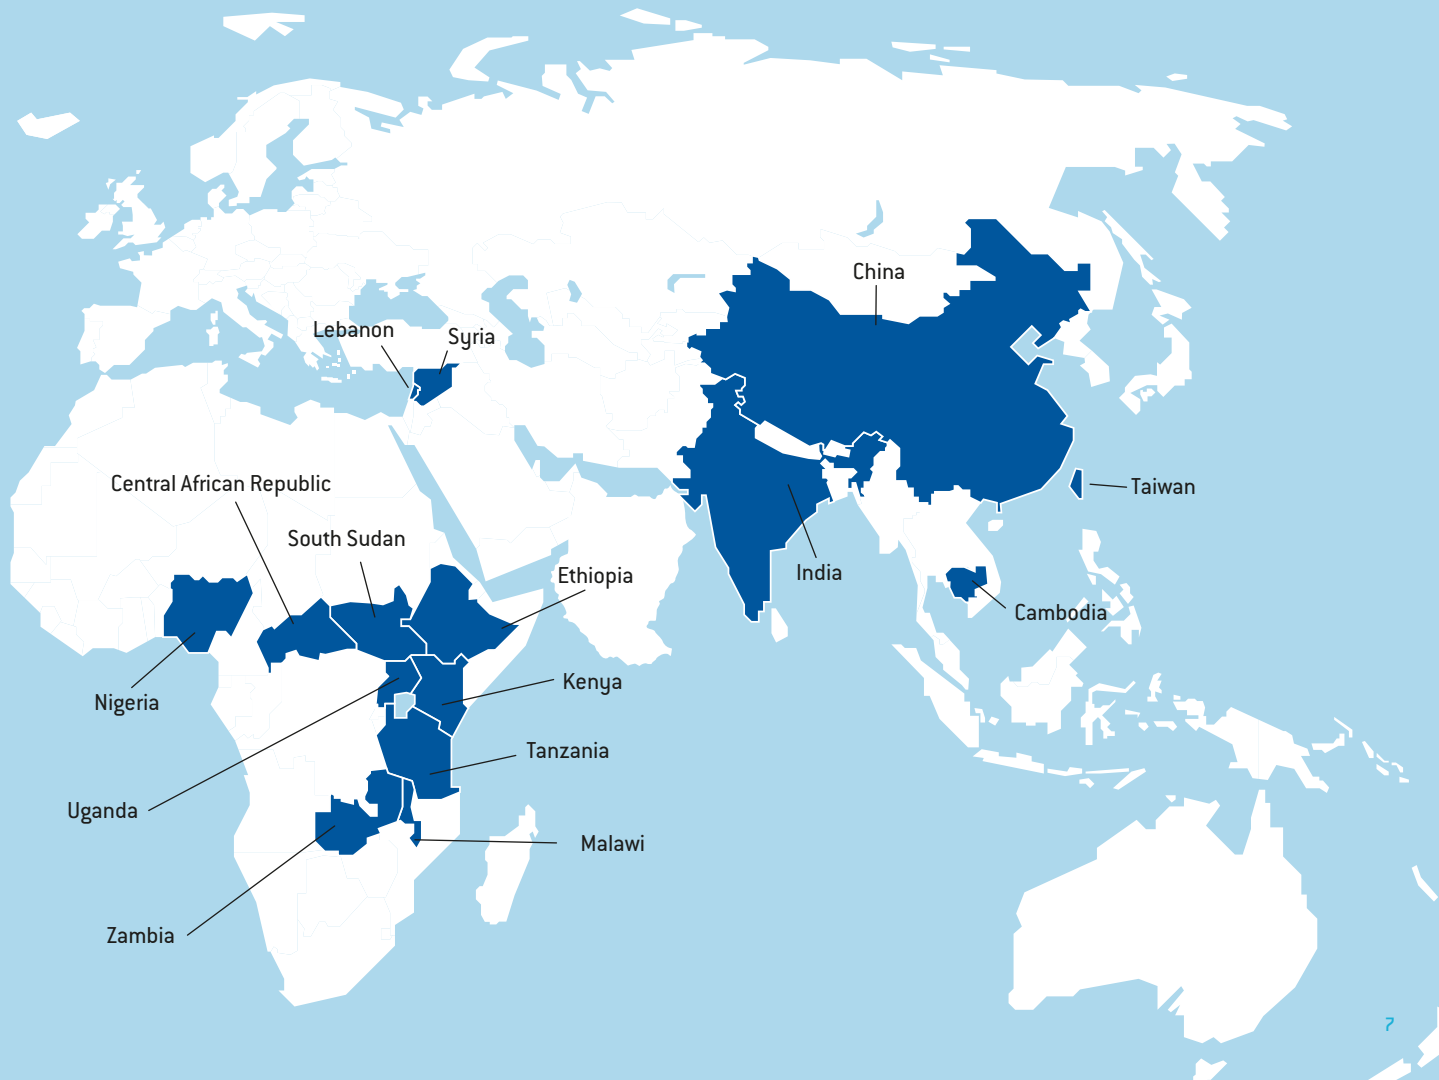 China
Lebanon
Syria
Central African Republic
Taiwan
South Sudan
Ethiopia
India
Cambodia
Kenya
Nigeria
Tanzania
Uganda
Malawi
Zambia
7